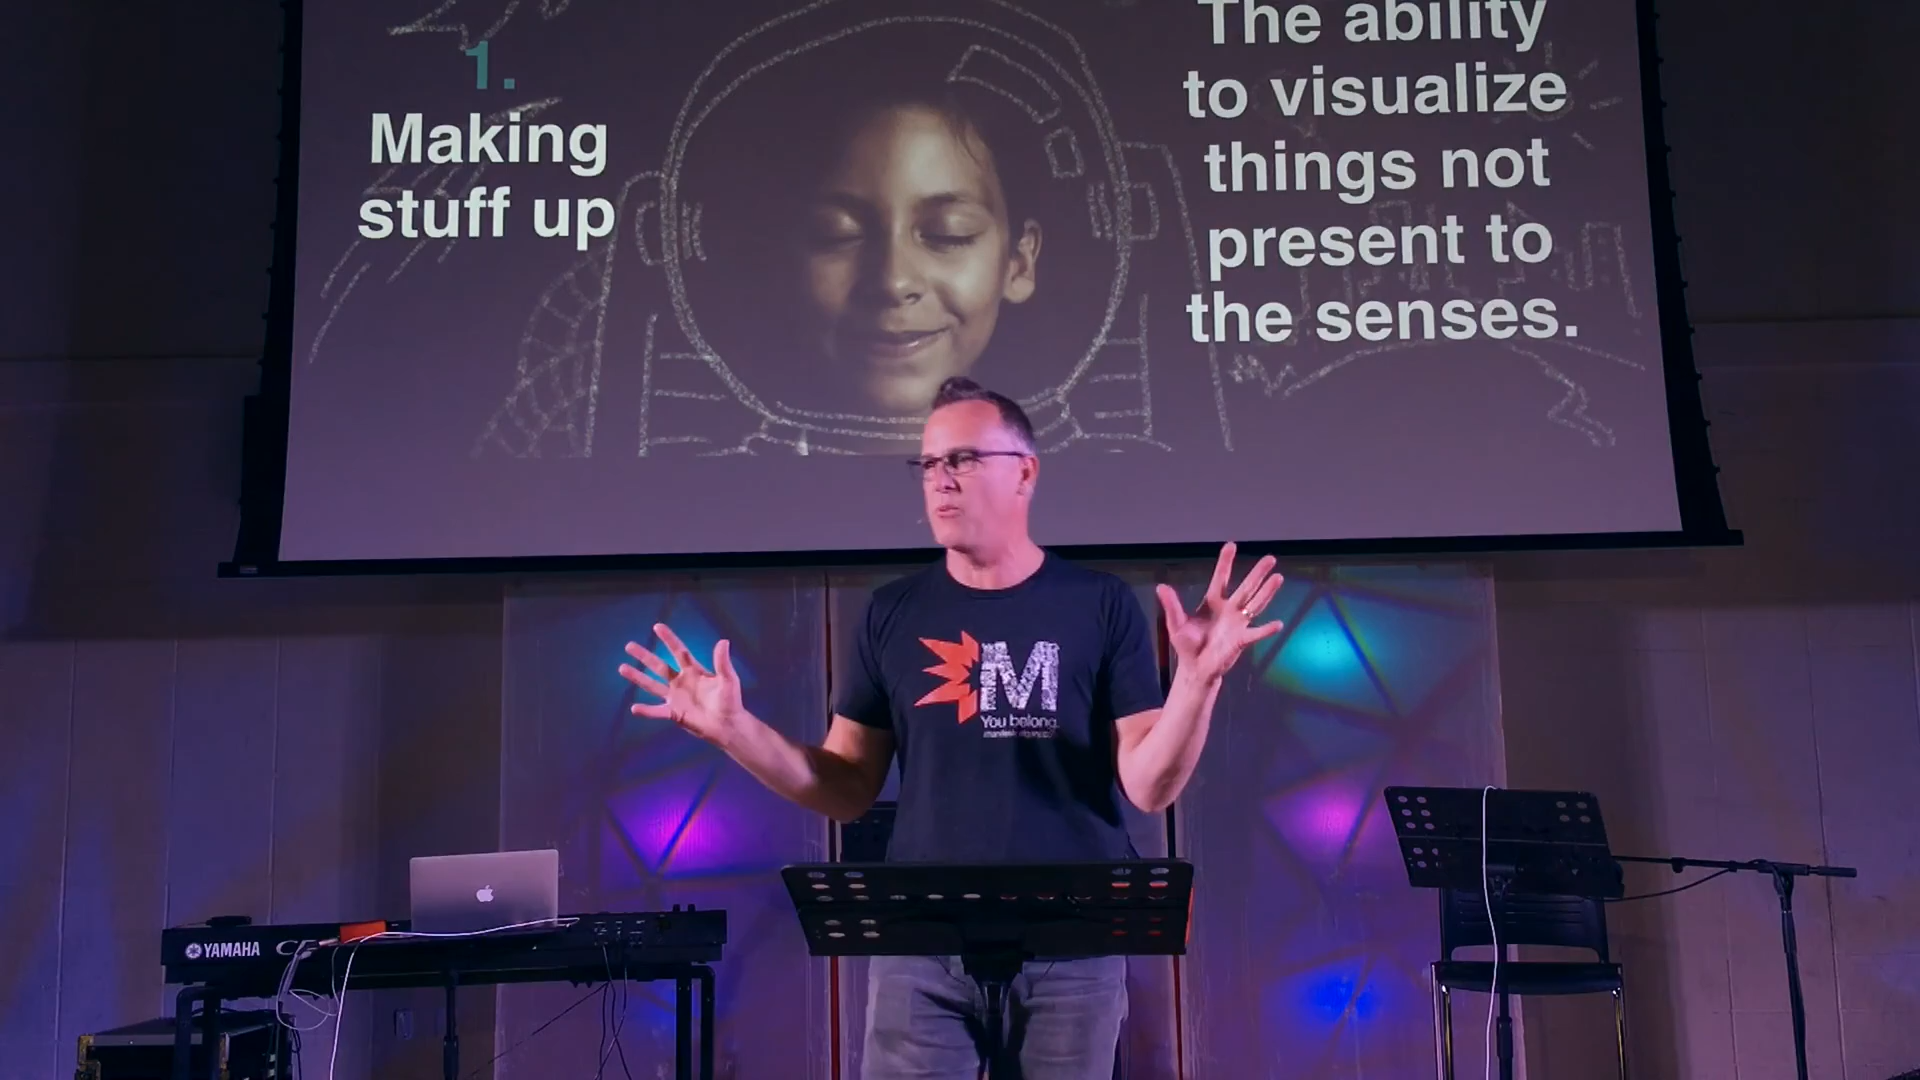 1.
Making
stuff up
The ability
to visualize
things not
present to
the senses.
M
You belong.
YAMAHA